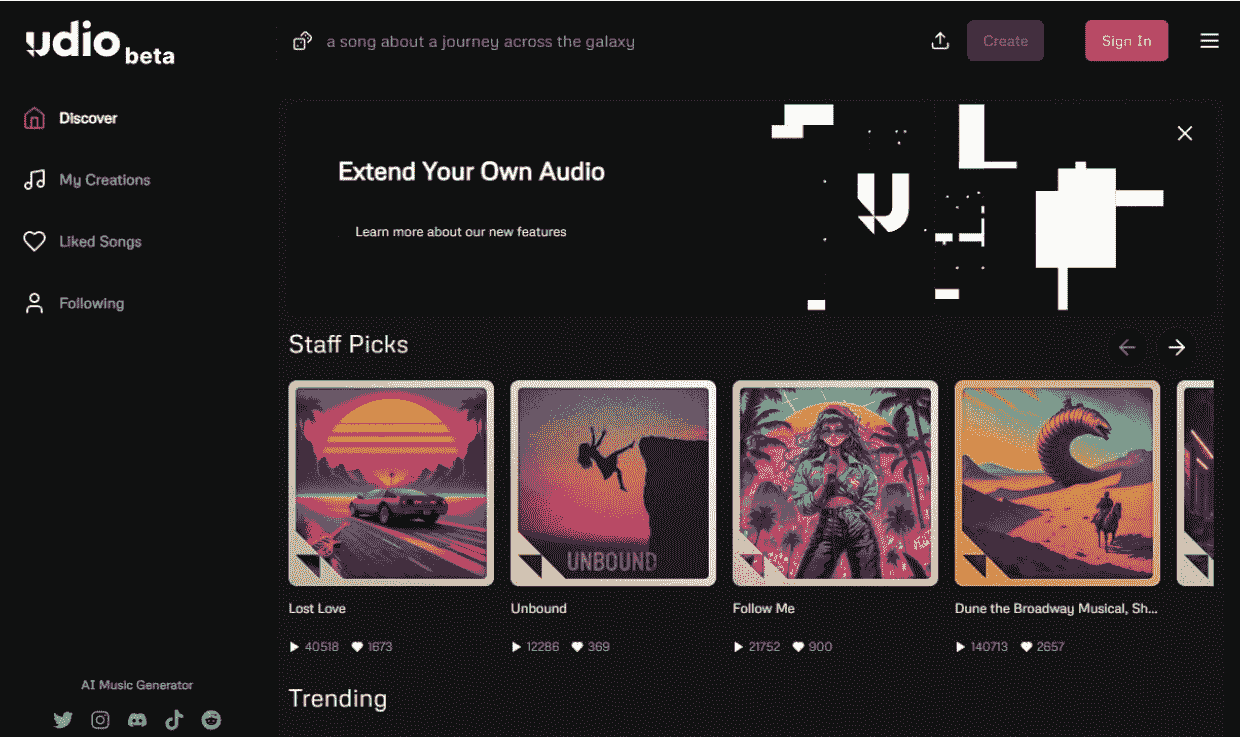 udio beta
a song about a journey across the galaxy
Create
Sign In
Discover
My Creations
Liked Songs
Following
Extend Your Own Audio
Learn more about our new features
Staff Picks
UNBOUND
Lost Love
Unbound
Follow Me
Dune the Broadway Musical, Sh...
40518 1673
12286 369
21752 900
140713 2657
Trending
AI Music Generator